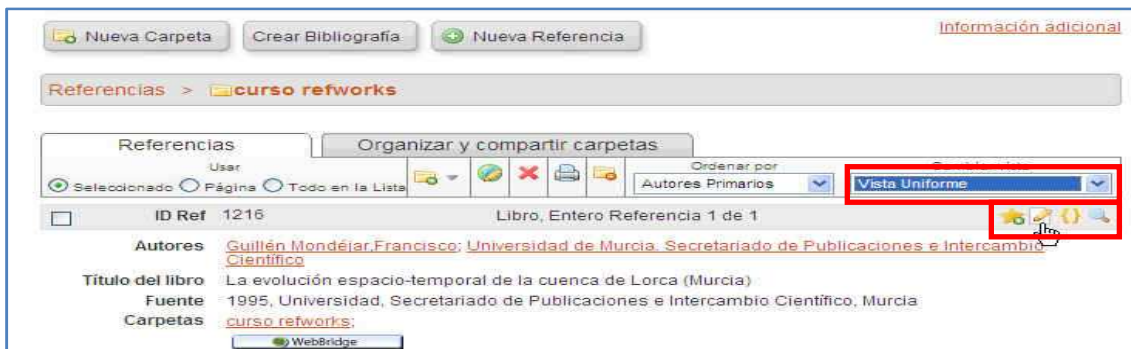 Nueva Carpeta Crear Bibliografía Nueva Referencia Información adicional
Referencias > curso refworks
Referencias Organizar y compartir carpetas
Usar Ordenar por
Seleccionado Página Todo en la Lista Autores Primarios Vista Uniforme
ID Ref 1216 Libro, Entero Referencia 1 de 1
Autores Guillén Mondéjar,Francisco; Universidad de Murcia. Secretariado de Publicaciones e Intercambio
Científico
Título del libro La evolución espacio-temporal de la cuenca de Lorca (Murcia)
Fuente 1995, Universidad, Secretariado de Publicaciones e Intercambio Científico, Murcia
Carpetas curso refworks;
WebBridge